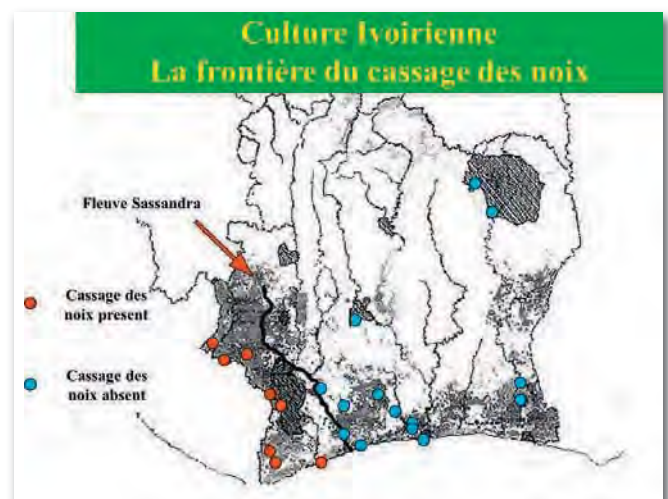 Culture Ivoirienne
La frontière du cassage des noix
Fleuve Sassandra
Cassage des
noix present
Cassage des
noix absent